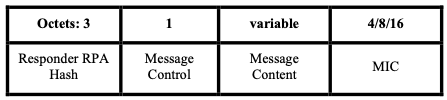 Octets: 3 1 variable 4/8/16
Responder RPA Hash Message Control Message Content MIC